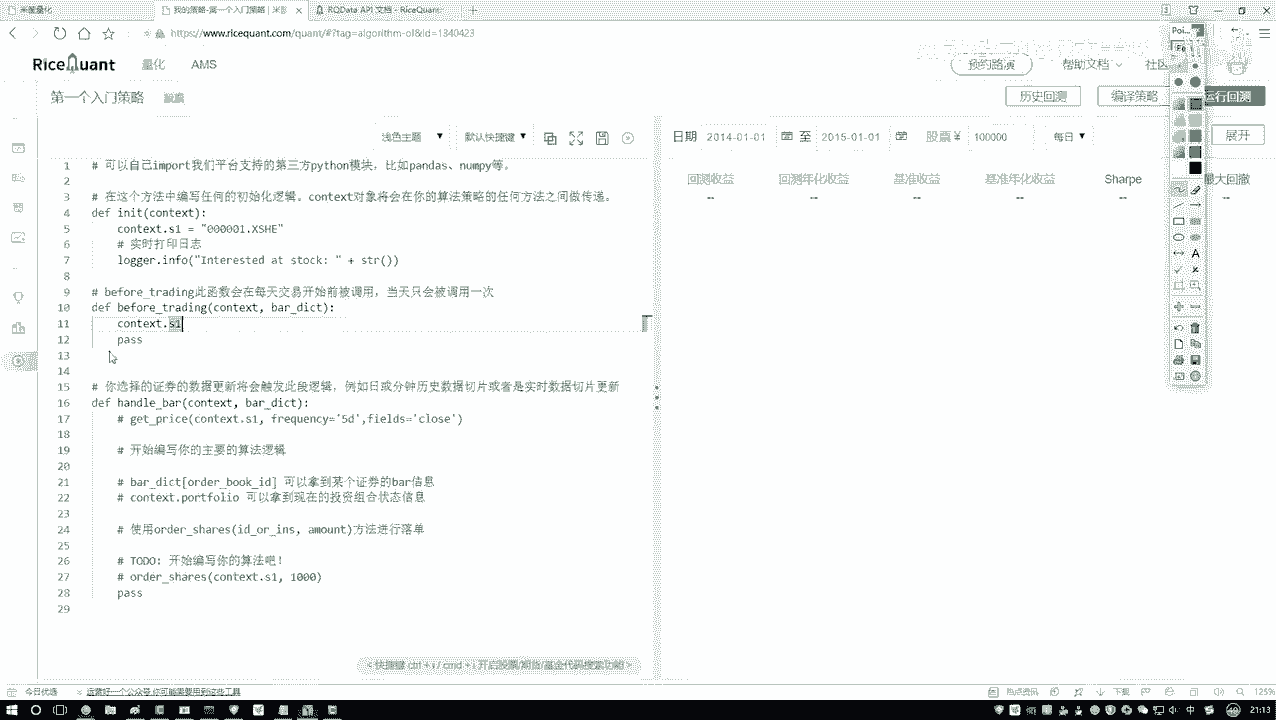 米筐量化
我的策略-第一个入门策略 | 米筐
RQData API 文档 - RiceQuant
https://www.ricequant.com/quant/#?tag=algorithm-ol&id=1340423
RiceQuant 量化 AMS 预约路演 帮助文档 社区
第一个入门策略 历史回测 编译策略 运行回测
浅色主题 默认快捷键 日期 2014-01-01 至 2015-01-01 股票 ¥ 100000 每日 展开
回测收益 回测年化收益 基准收益 基准年化收益 Sharpe 最大回撤
-- -- -- -- -- --
1 # 可以自己import我们平台支持的第三方python模块，比如pandas、numpy等。
2
3 # 在这个方法中编写任何的初始化逻辑。context对象将会在你的算法策略的任何方法之间做传递。
4 def init(context):
5 context.s1 = "000001.XSHE"
6 # 实时打印日志
7 logger.info("Interested at stock: " + str())
8
9 # before_trading此函数会在每天交易开始前被调用，当天只会被调用一次
10 def before_trading(context, bar_dict):
11 context.s1
12 pass
13
14
15 # 你选择的证券的数据更新将会触发此段逻辑，例如日或分钟历史数据切片或者是实时数据切片更新
16 def handle_bar(context, bar_dict):
17 # get_price(context.s1, frequency='5d',fields='close')
18
19 # 开始编写你的主要的算法逻辑
20
21 # bar_dict[order_book_id] 可以拿到某个证券的bar信息
22 # context.portfolio 可以拿到现在的投资组合状态信息
23
24 # 使用order_shares(id_or_ins, amount)方法进行落单
25
26 # TODO: 开始编写你的算法吧！
27 # order_shares(context.s1, 1000)
28 pass
29
今日优选 热点资讯 下载 125%
中 21:13